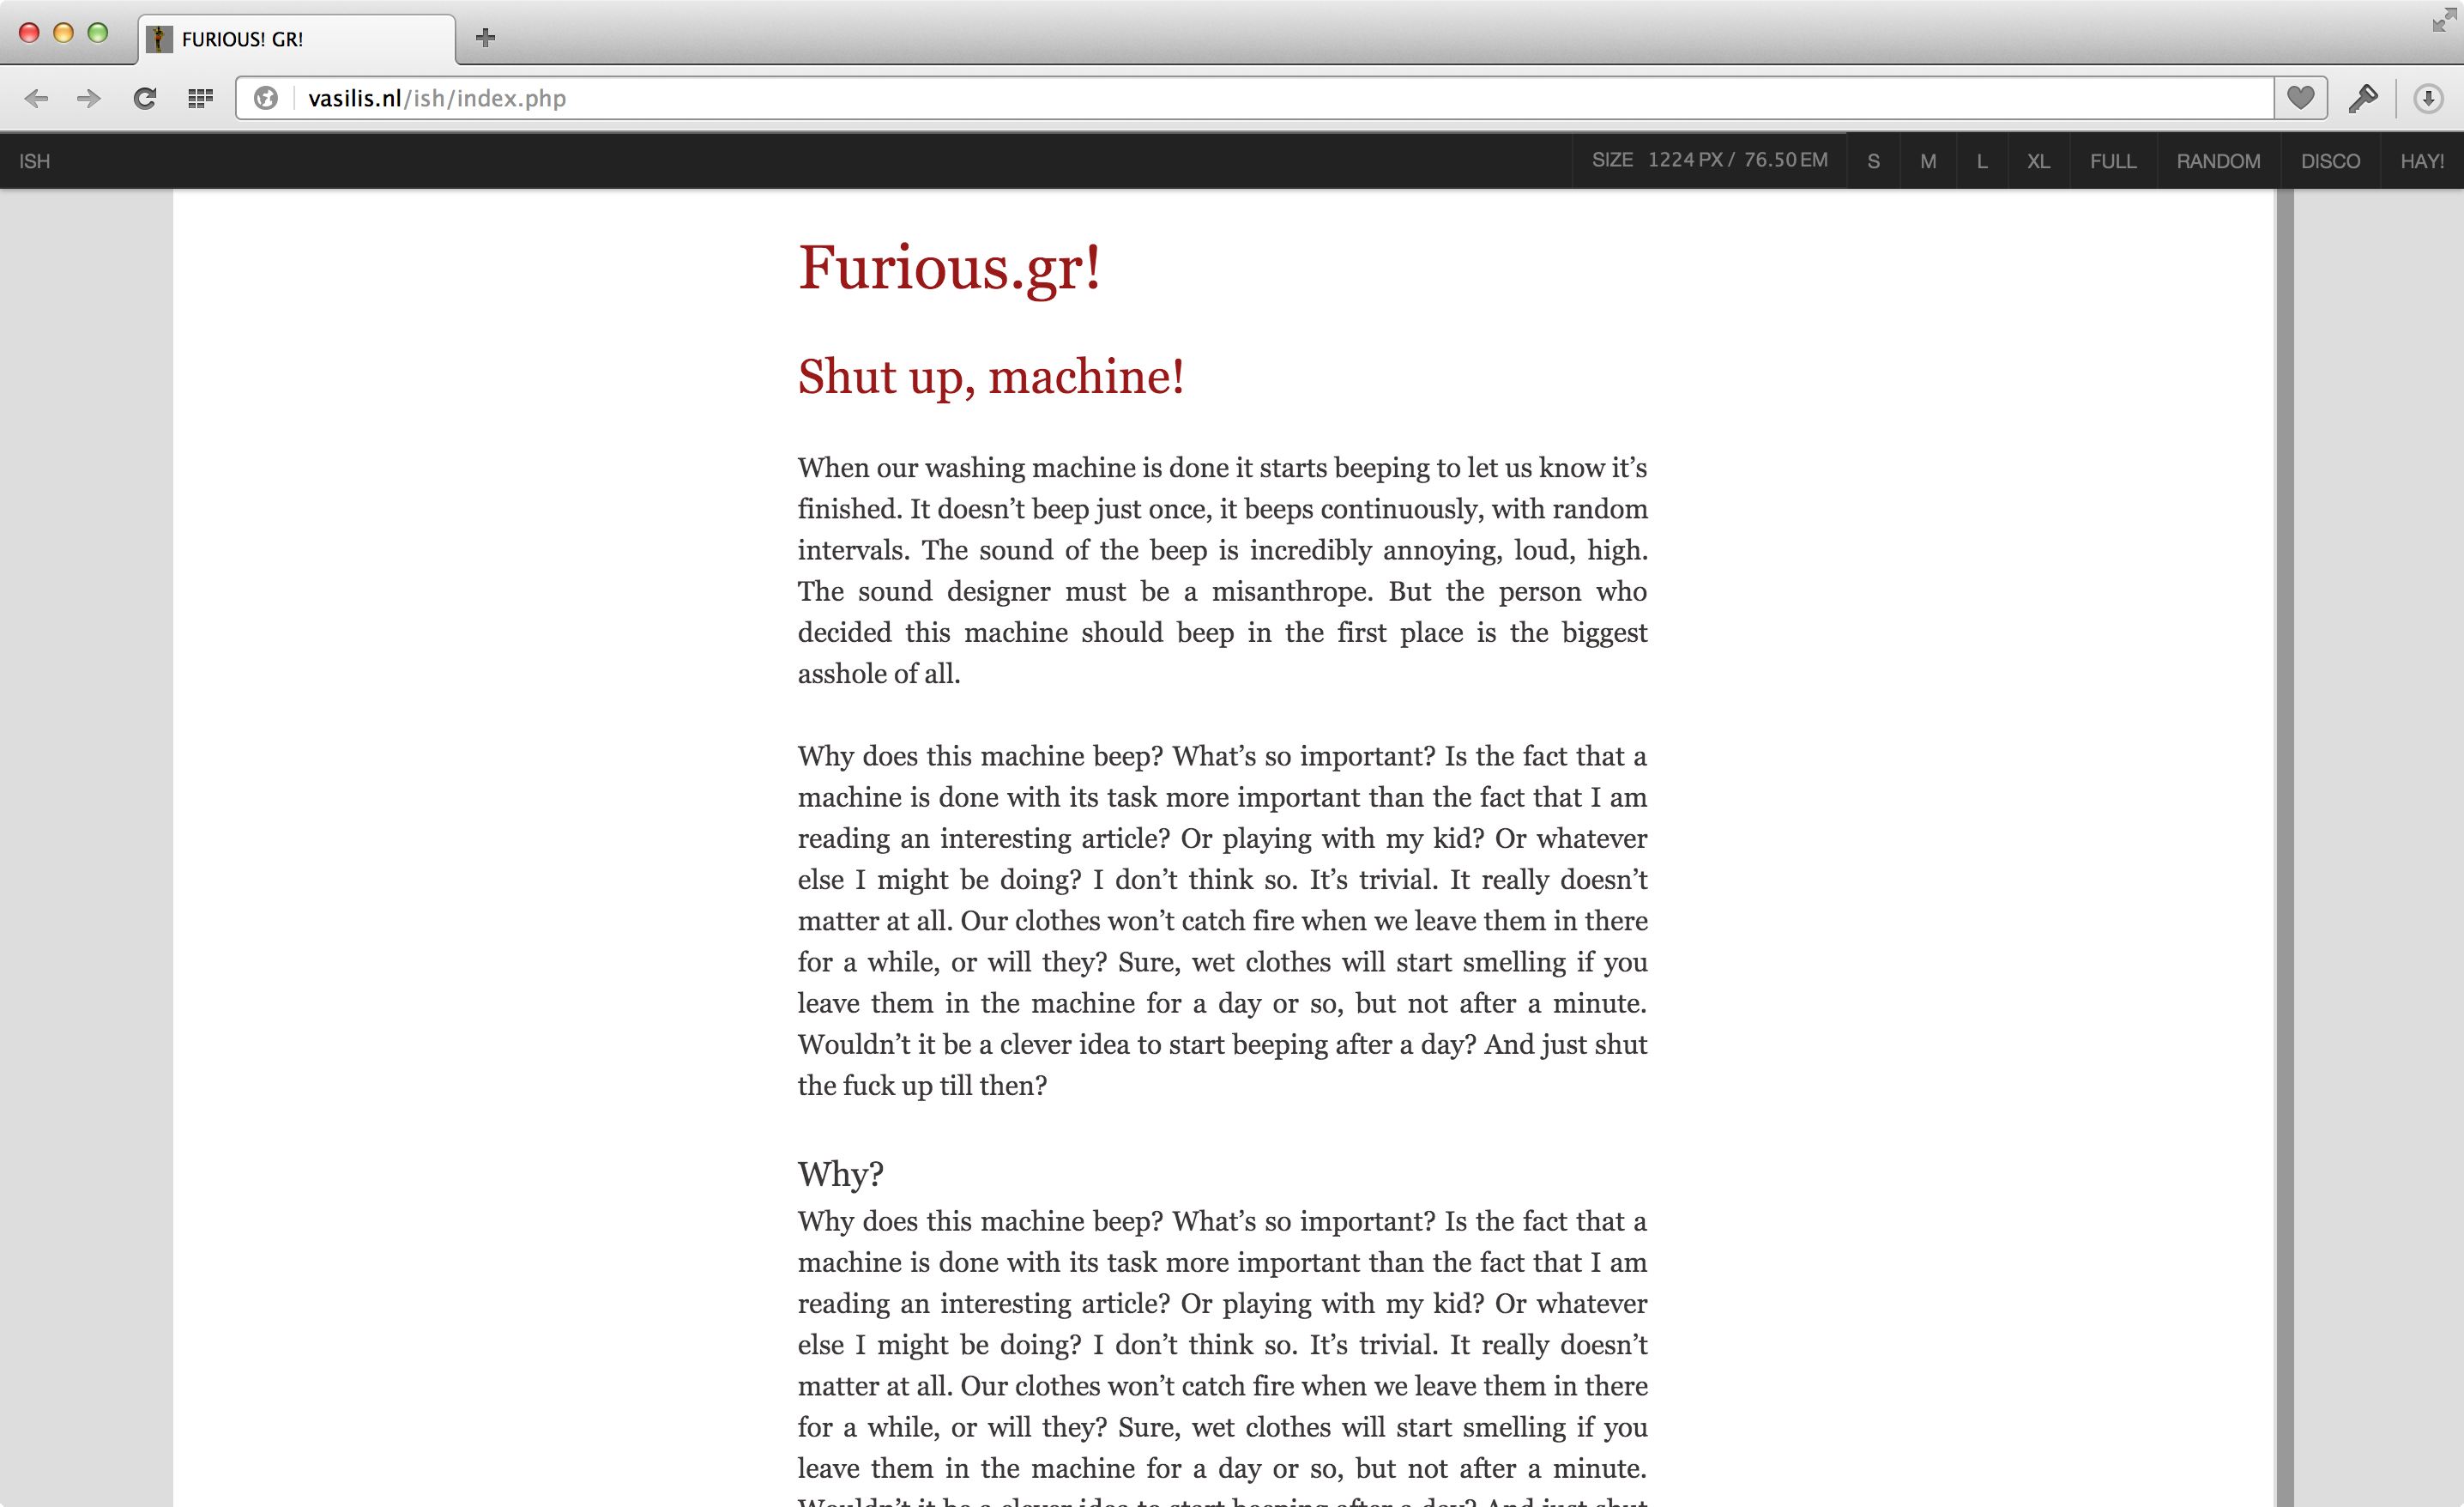 FURIOUS! GR!
vasilis.nl/ish/index.php
ISH
SIZE 1224 PX / 76.50 EM S M L XL FULL RANDOM DISCO HAY!
Furious.gr!
Shut up, machine!
When our washing machine is done it starts beeping to let us know it’s
finished. It doesn’t beep just once, it beeps continuously, with random
intervals. The sound of the beep is incredibly annoying, loud, high.
The sound designer must be a misanthrope. But the person who
decided this machine should beep in the first place is the biggest
asshole of all.
Why does this machine beep? What’s so important? Is the fact that a
machine is done with its task more important than the fact that I am
reading an interesting article? Or playing with my kid? Or whatever
else I might be doing? I don’t think so. It’s trivial. It really doesn’t
matter at all. Our clothes won’t catch fire when we leave them in there
for a while, or will they? Sure, wet clothes will start smelling if you
leave them in the machine for a day or so, but not after a minute.
Wouldn’t it be a clever idea to start beeping after a day? And just shut
the fuck up till then?
Why?
Why does this machine beep? What’s so important? Is the fact that a
machine is done with its task more important than the fact that I am
reading an interesting article? Or playing with my kid? Or whatever
else I might be doing? I don’t think so. It’s trivial. It really doesn’t
matter at all. Our clothes won’t catch fire when we leave them in there
for a while, or will they? Sure, wet clothes will start smelling if you
leave them in the machine for a day or so, but not after a minute.
Wouldn’t it be a clever idea to start beeping after a day? And just shut